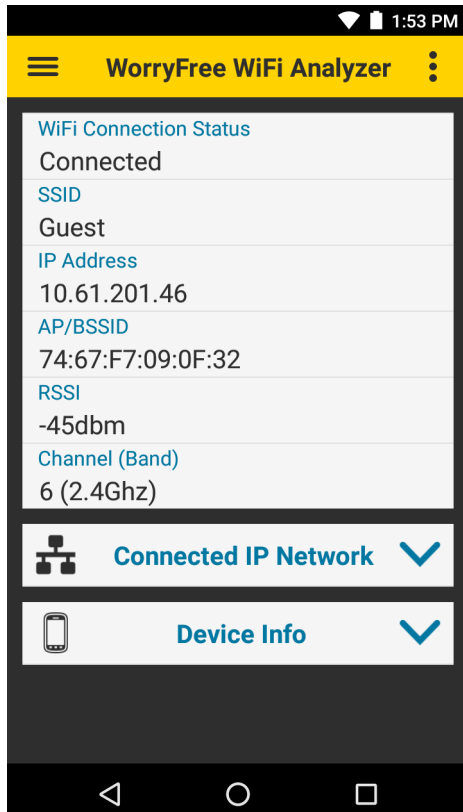 1:53 PM
WorryFree WiFi Analyzer
WiFi Connection Status
Connected
SSID
Guest
IP Address
10.61.201.46
AP/BSSID
74:67:F7:09:0F:32
RSSI
-45dbm
Channel (Band)
6 (2.4Ghz)
Connected IP Network
Device Info